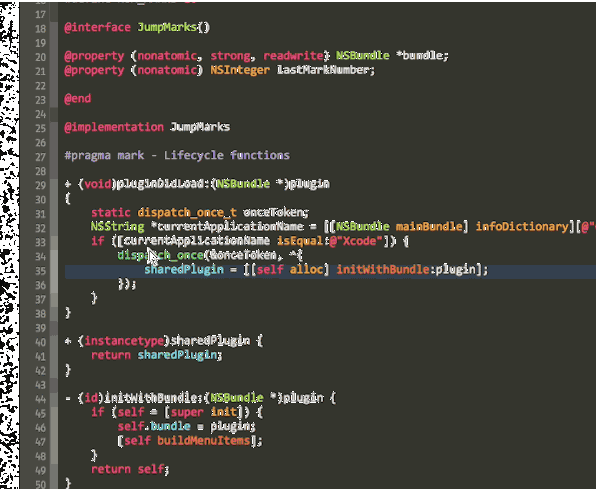 17
18 @interface JumpMarks()
19
20 @property (nonatomic, strong, readwrite) NSBundle *bundle;
21 @property (nonatomic) NSInteger lastMarkNumber;
22
23 @end
24
25 @implementation JumpMarks
26
27 #pragma mark - Lifecycle functions
28
29 + (void)pluginDidLoad:(NSBundle *)plugin
30 {
31 static dispatch_once_t onceToken;
32 NSString *currentApplicationName = [[NSBundle mainBundle] infoDictionary][@"
33 if ([currentApplicationName isEqual:@"Xcode"]) {
34 dispatch_once(&onceToken, ^{
35 sharedPlugin = [[self alloc] initWithBundle:plugin];
36 });
37 }
38 }
39
40 + (instancetype)sharedPlugin {
41 return sharedPlugin;
42 }
43
44 - (id)initWithBundle:(NSBundle *)plugin {
45 if (self = [super init]) {
46 self.bundle = plugin;
47 [self buildMenuItems];
48 }
49 return self;
50 }